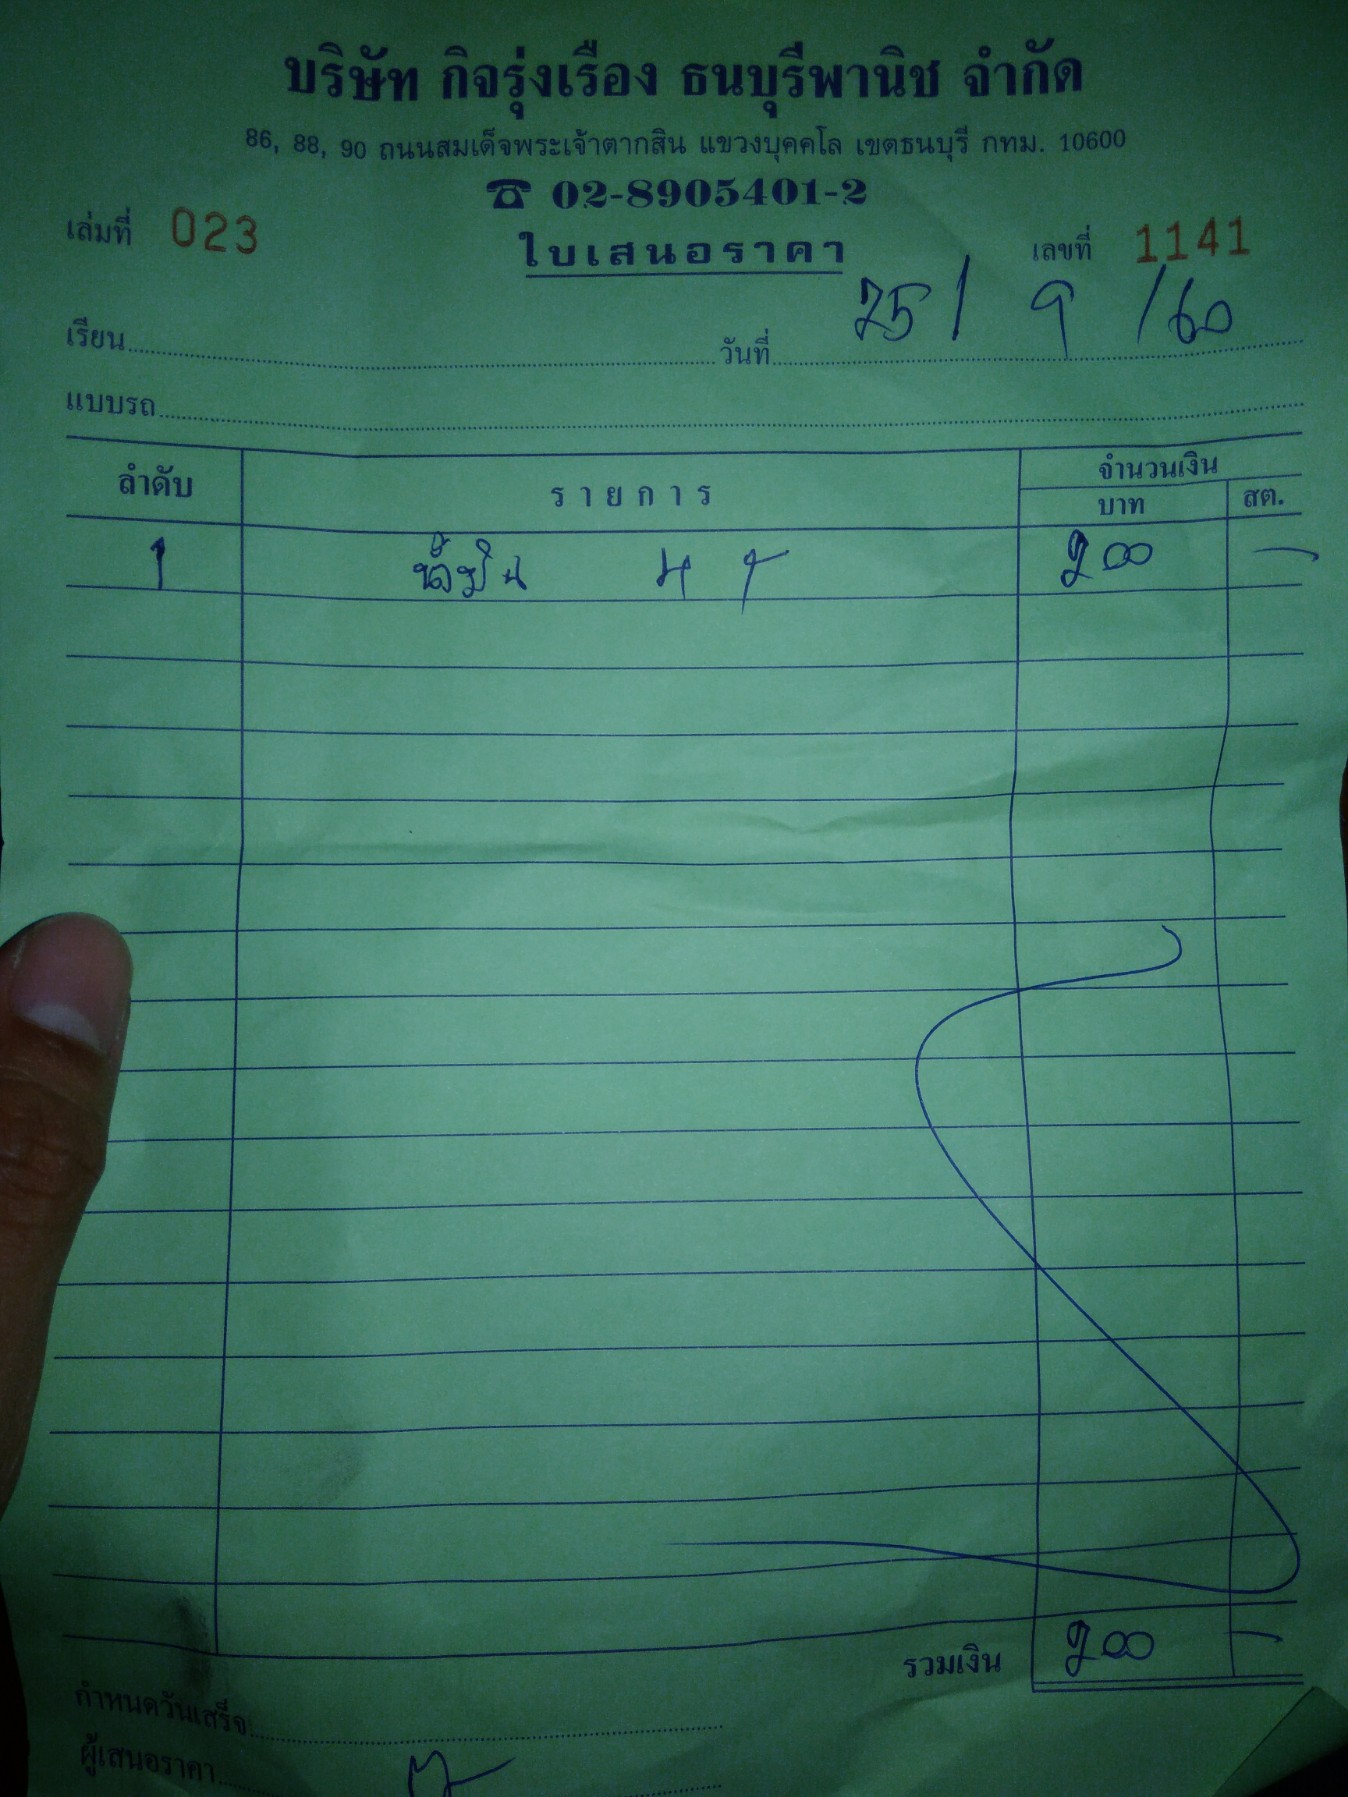 บริษัท กิจรุ่งเรือง ธนบุรีพานิช จำกัด
86, 88, 90 ถนนสมเด็จพระเจ้าตากสิน แขวงบุคคโล เขตธนบุรี กทม. 10600
☎ 02-8905401-2
เล่มที่ 023 ใบเสนอราคา เลขที่ 1141
เรียน วันที่ 25 / 9 / 60
แบบรถ
ลำดับ รายการ จำนวนเงิน
บาท สต.
1 200 -
รวมเงิน 200 -
กำหนดวันเสร็จ
ผู้เสนอราคา